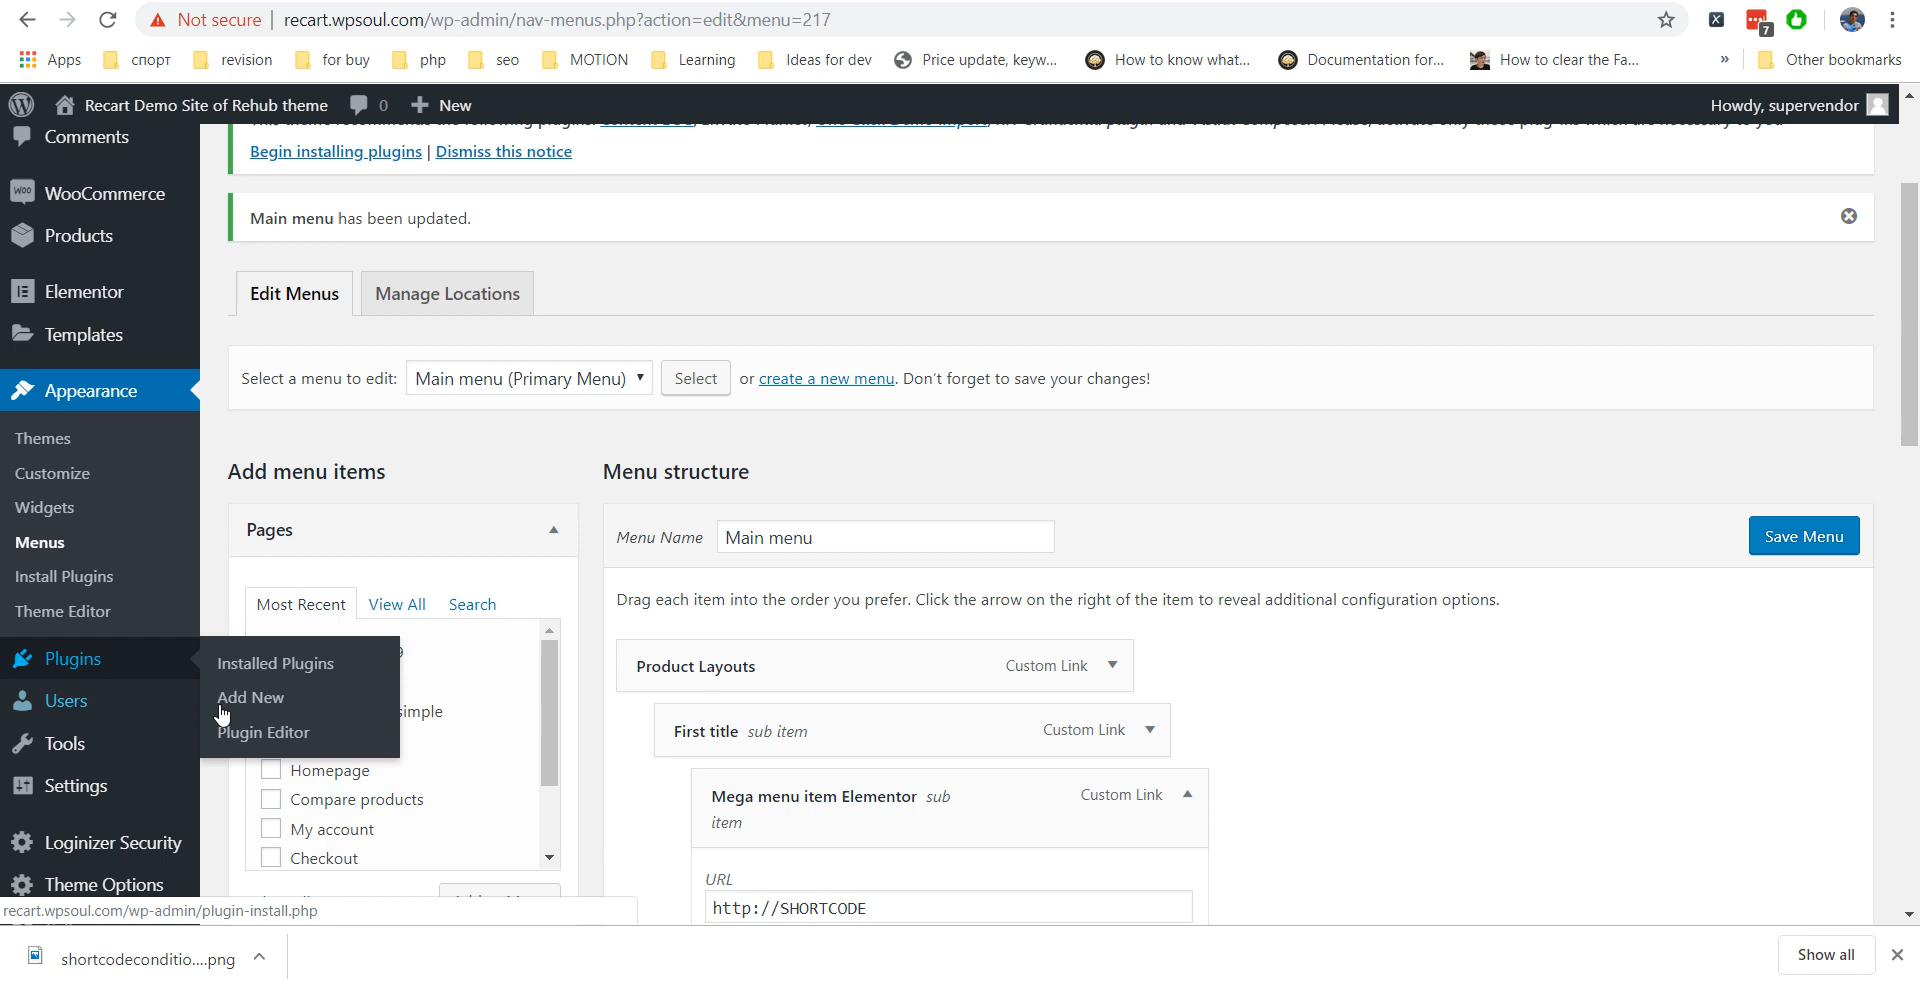 Not secure | recart.wpsoul.com/wp-admin/nav-menus.php?action=edit&menu=217
X
7
Apps спорт revision for buy php seo MOTION Learning Ideas for dev Price update, keyw... How to know what... Documentation for... How to clear the Fa... » Other bookmarks
Recart Demo Site of Rehub theme 0 New Howdy, supervendor
Comments
Begin installing plugins | Dismiss this notice
WooCommerce
Main menu has been updated.
Products
Elementor
Edit Menus Manage Locations
Templates
Select a menu to edit: Main menu (Primary Menu) Select or create a new menu. Don't forget to save your changes!
Appearance
Themes
Customize
Add menu items Menu structure
Widgets
Pages
Menu Name Main menu Save Menu
Menus
Install Plugins
Theme Editor
Most Recent View All Search
Drag each item into the order you prefer. Click the arrow on the right of the item to reveal additional configuration options.
Plugins
Installed Plugins
Product Layouts Custom Link
Users
Add New
simple
Plugin Editor
First title sub item Custom Link
Tools
Homepage
Settings
Compare products
Mega menu item Elementor sub Custom Link
item
My account
Loginizer Security
Checkout
URL
Theme Options
http://SHORTCODE
recart.wpsoul.com/wp-admin/plugin-install.php
shortcodeconditio....png
Show all